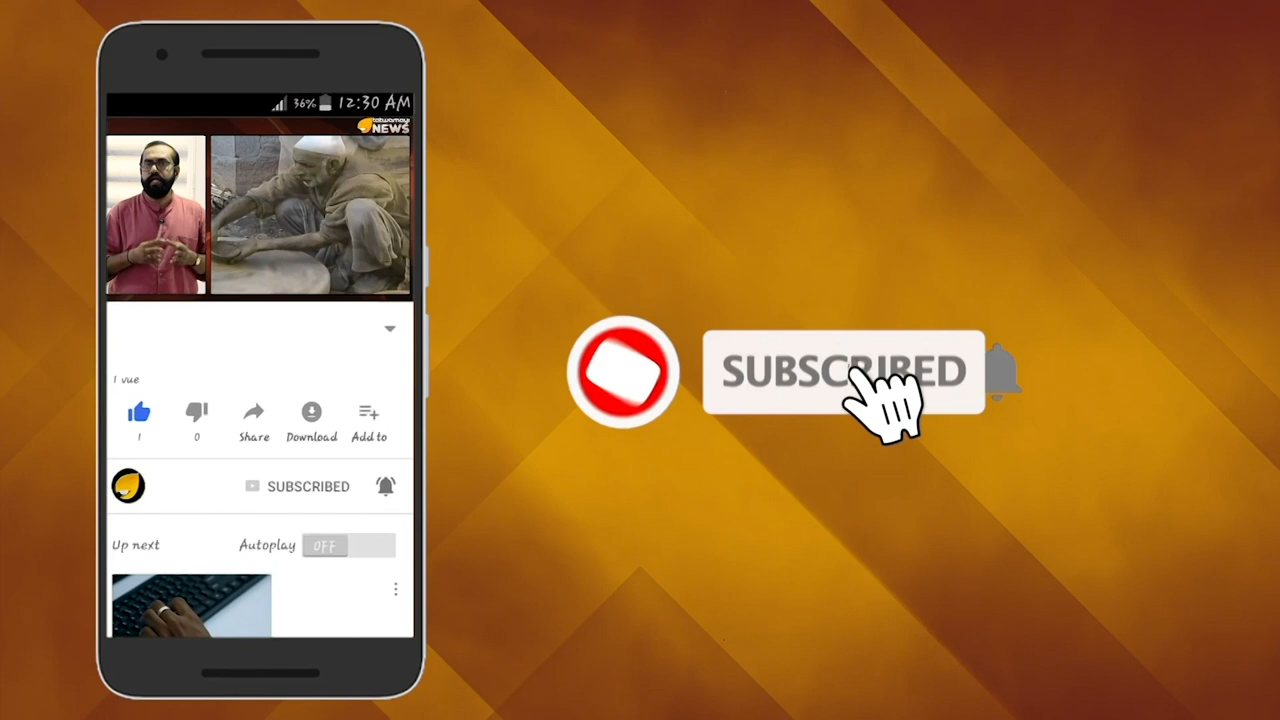 36% 12:30 AM
tatwamayi
NEWS
1 vue
1
0
Share
Download
Add to
SUBSCRIBED
Up next
Autoplay
OFF
SUBSCRIBED